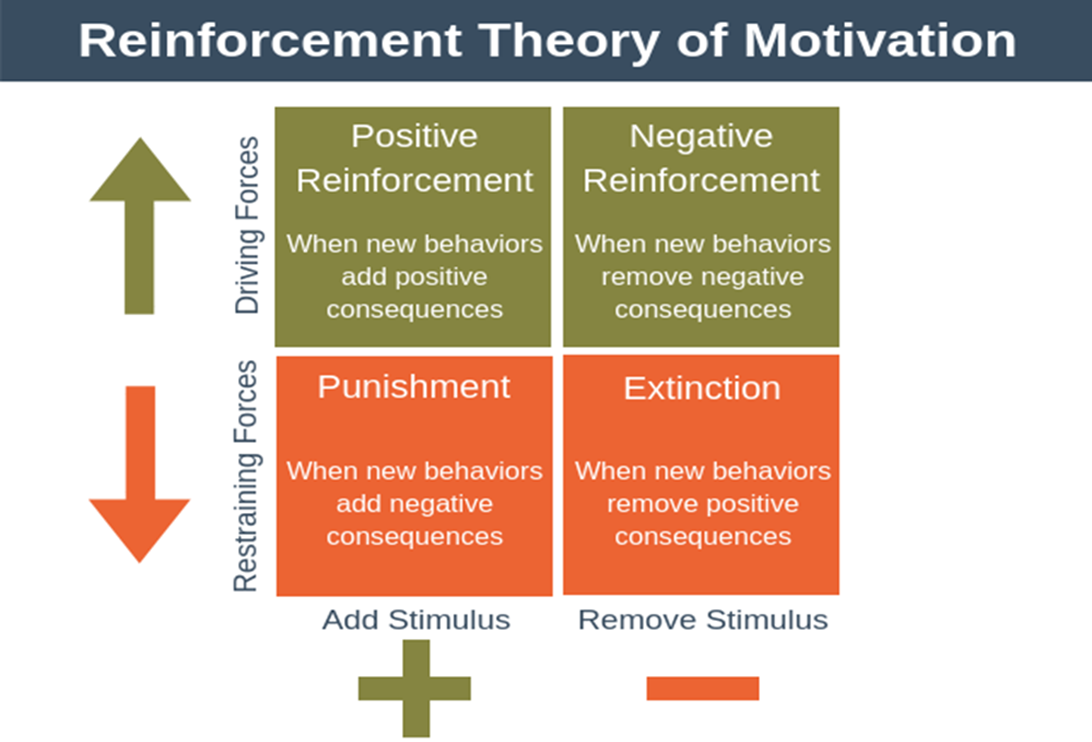 Reinforcement Theory of Motivation
Driving Forces
Positive
Reinforcement
When new behaviors
add positive
consequences
Negative
Reinforcement
When new behaviors
remove negative
consequences
Restraining Forces
Punishment
When new behaviors
add negative
consequences
Extinction
When new behaviors
remove positive
consequences
Add Stimulus
Remove Stimulus